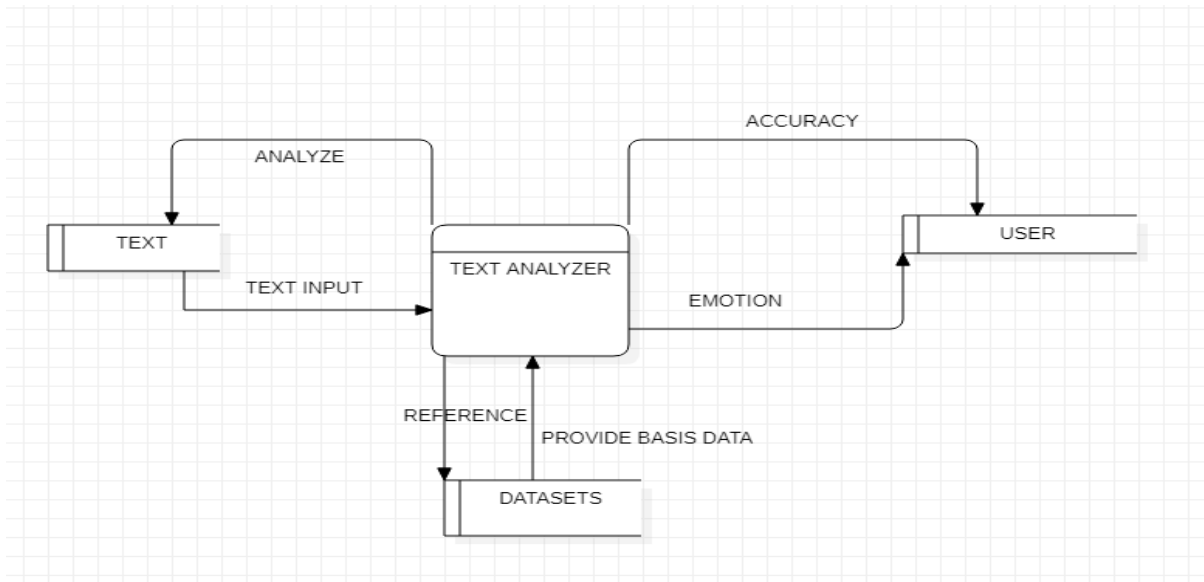 ACCURACY
ANALYZE
TEXT
USER
TEXT ANALYZER
TEXT INPUT
EMOTION
REFERENCE
PROVIDE BASIS DATA
DATASETS